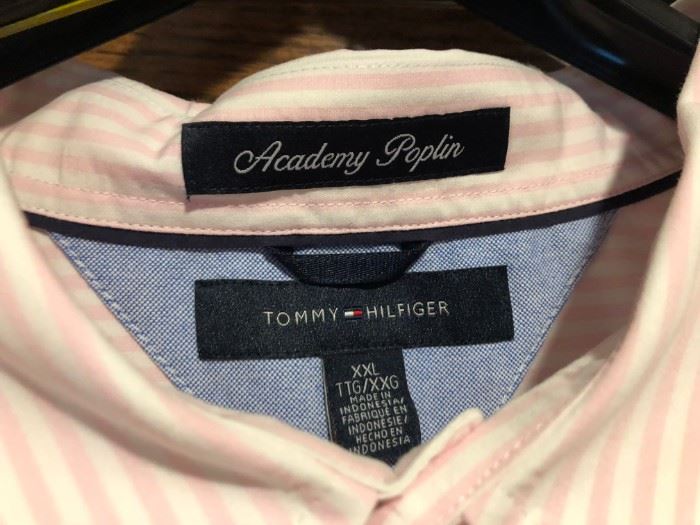 Academy Poplin
TOMMY HILFIGER
XXL
TTG/XXG
MADE IN
INDONESIA/
FABRIQUÉ EN
INDONÉSIE/
HECHO EN
INDONESIA